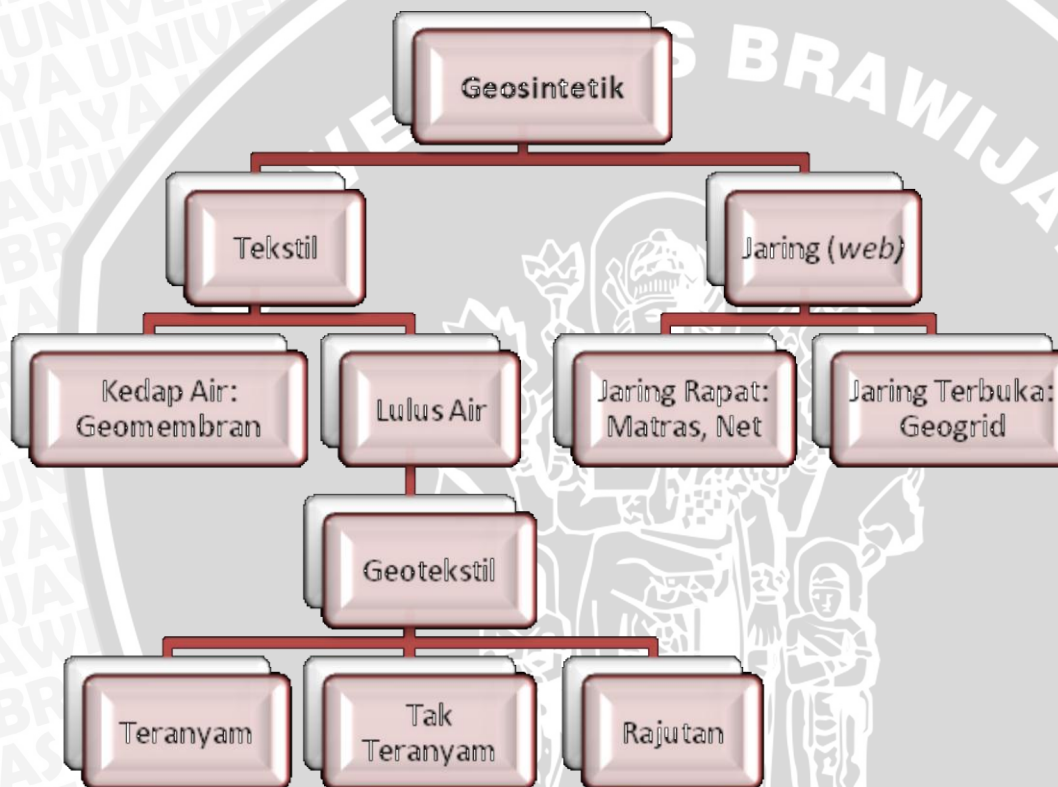 Geosintetik
Tekstil
Jaring (web)
Kedap Air:
Geomembran
Lulus Air
Jaring Rapat:
Matras, Net
Jaring Terbuka:
Geogrid
Geotekstil
Teranyam
Tak
Teranyam
Rajutan
S BRAWIJA